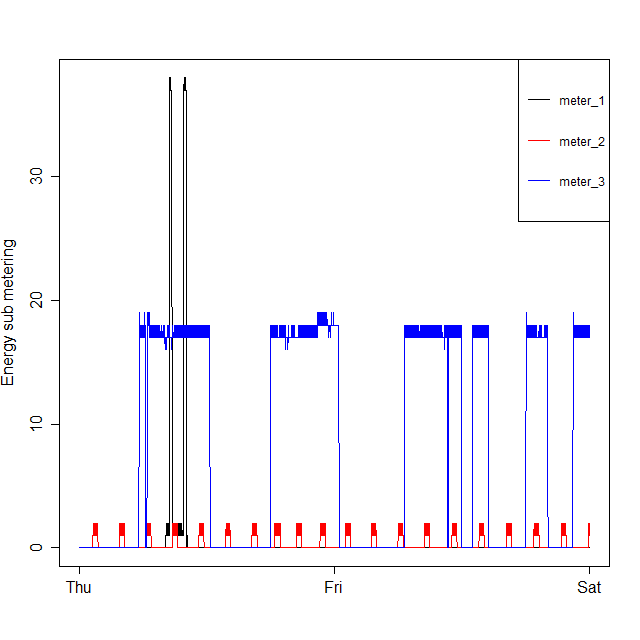 meter_1
meter_2
meter_3
Energy sub metering
30
20
10
0
Thu Fri Sat